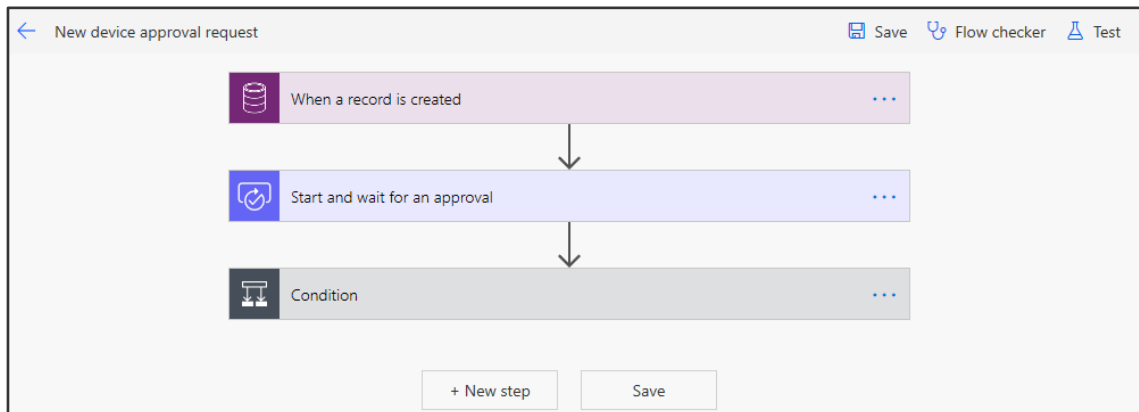 New device approval request
Save
Flow checker
Test
When a record is created
Start and wait for an approval
Condition
+ New step
Save